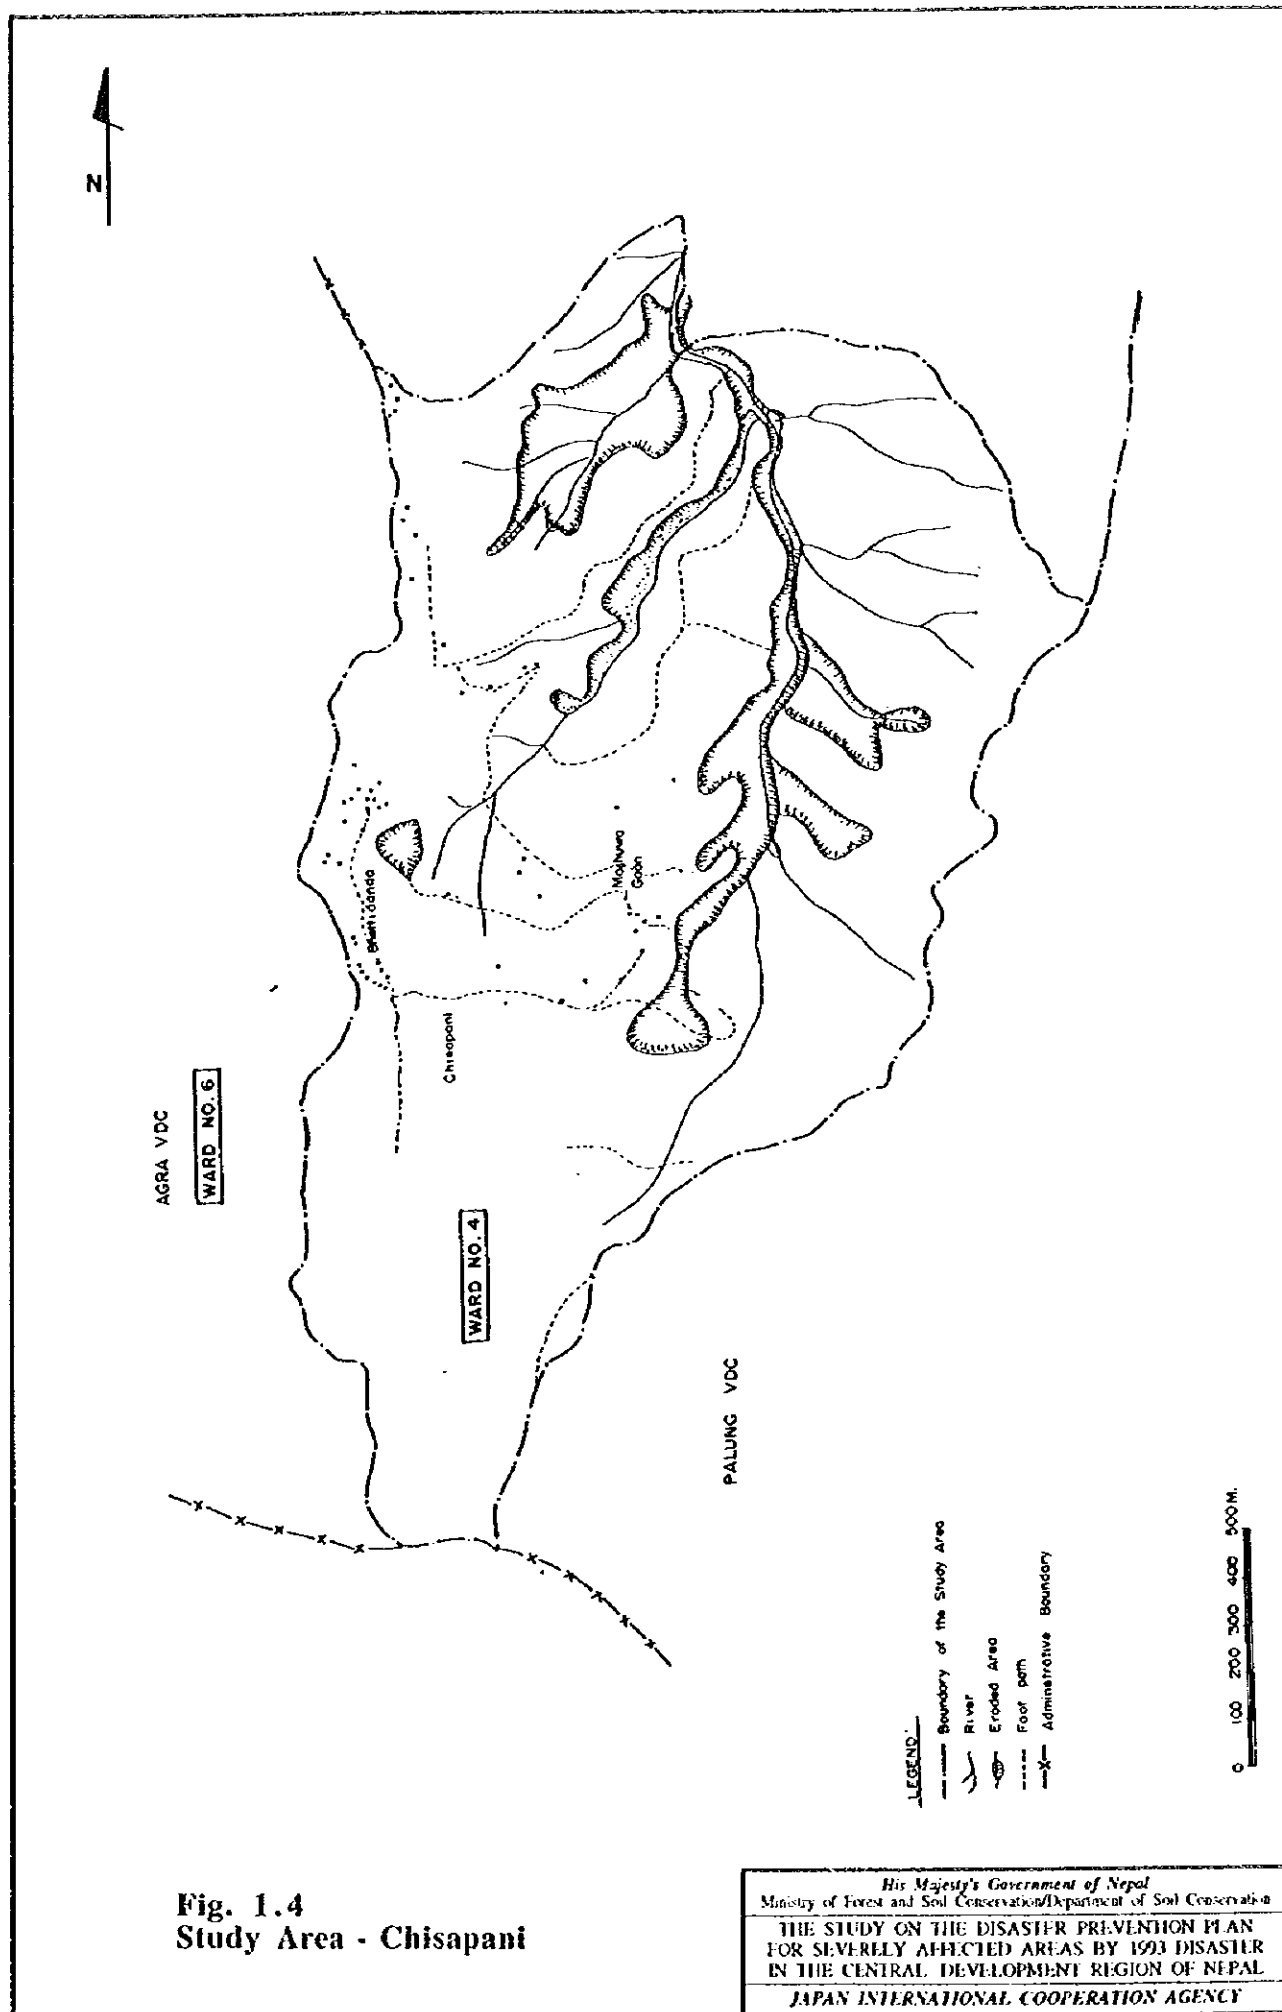 N
Moshuwa
Gaon
Bhattidanda
Chisapani
AGRA VDC
WARD NO. 6
WARD NO. 4
PALUNG VDC
LEGEND:
Boundary of the Study Area
River
Eroded Area
Foot path
Administrative Boundary
0 100 200 300 400 500M.
Fig. 1.4
Study Area - Chisapani
His Majesty's Government of Nepal
Ministry of Forest and Soil Conservation/Department of Soil Conservation
THE STUDY ON THE DISASTER PREVENTION PLAN
FOR SEVERELY AFFECTED AREAS BY 1993 DISASTER
IN THE CENTRAL DEVELOPMENT REGION OF NEPAL
JAPAN INTERNATIONAL COOPERATION AGENCY